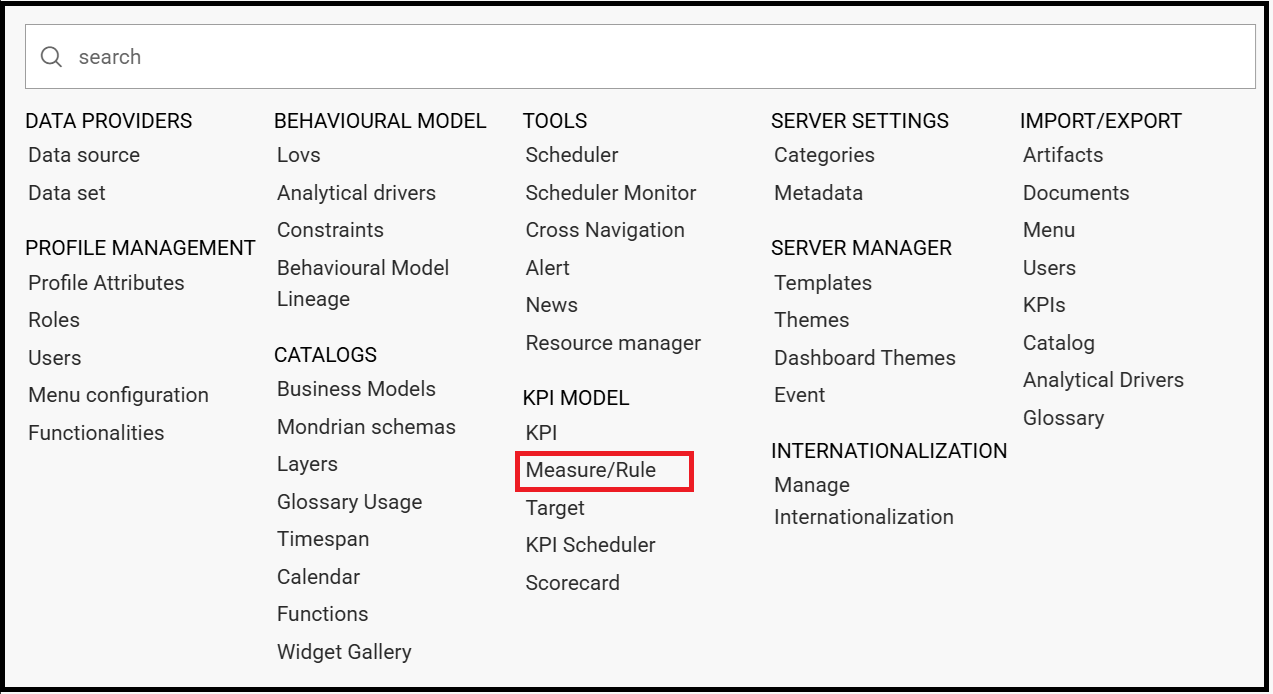 search
DATA PROVIDERS
Data source
Data set
PROFILE MANAGEMENT
Profile Attributes
Roles
Users
Menu configuration
Functionalities
BEHAVIOURAL MODEL
Lovs
Analytical drivers
Constraints
Behavioural Model
Lineage
CATALOGS
Business Models
Mondrian schemas
Layers
Glossary Usage
Timespan
Calendar
Functions
Widget Gallery
TOOLS
Scheduler
Scheduler Monitor
Cross Navigation
Alert
News
Resource manager
KPI MODEL
KPI
Measure/Rule
Target
KPI Scheduler
Scorecard
SERVER SETTINGS
Categories
Metadata
SERVER MANAGER
Templates
Themes
Dashboard Themes
Event
INTERNATIONALIZATION
Manage
Internationalization
IMPORT/EXPORT
Artifacts
Documents
Menu
Users
KPIs
Catalog
Analytical Drivers
Glossary